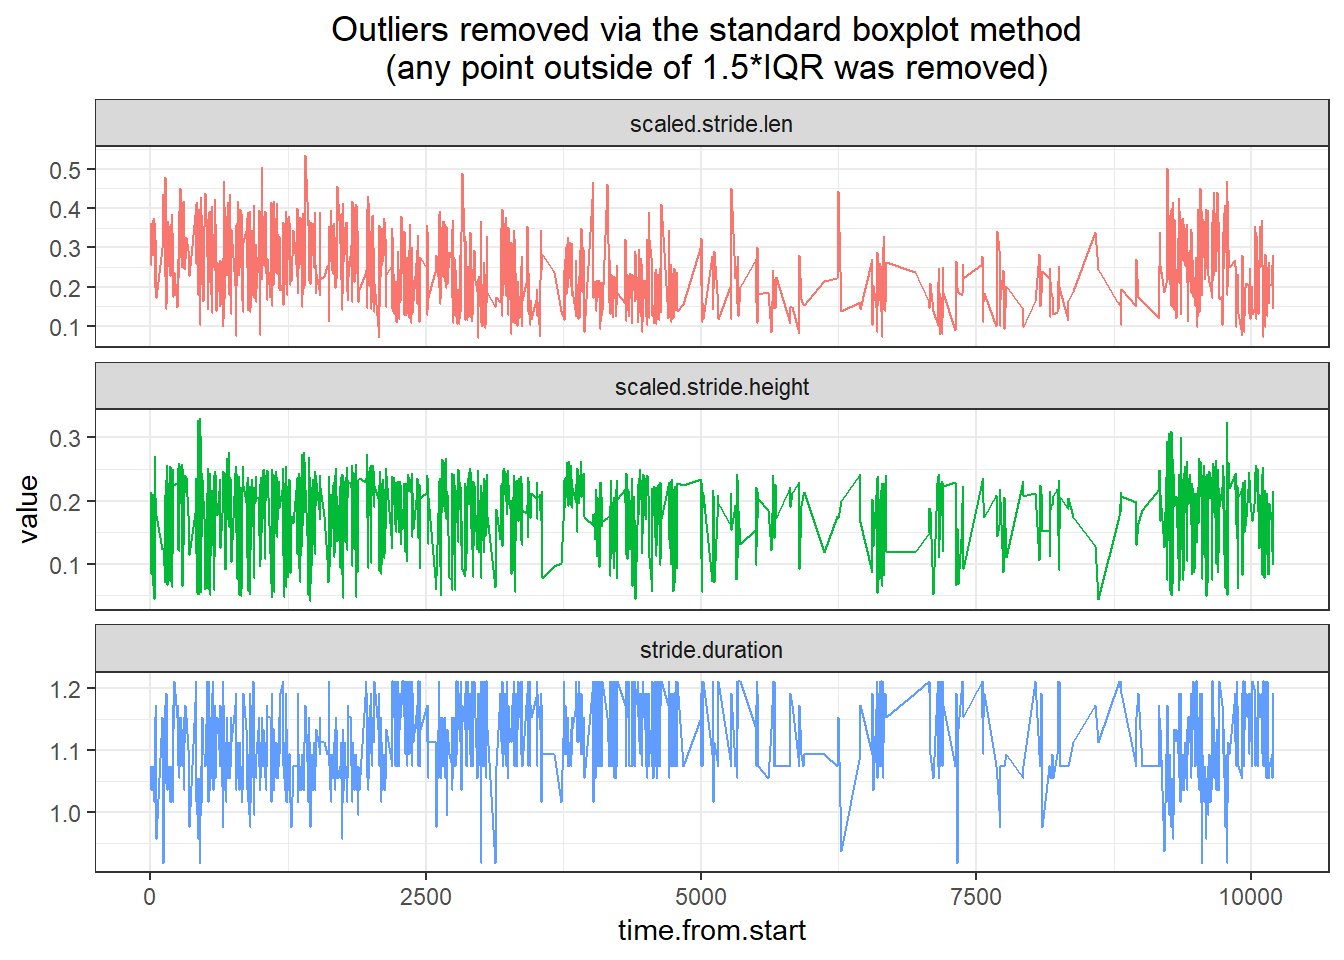 Outliers removed via the standard boxplot method
(any point outside of 1.5*IQR was removed)
scaled.stride.len
0.5
0.4
0.3
0.2
0.1
scaled.stride.height
0.3
0.2
0.1
value
stride.duration
1.2
1.1
1.0
0 2500 5000 7500 10000
time.from.start